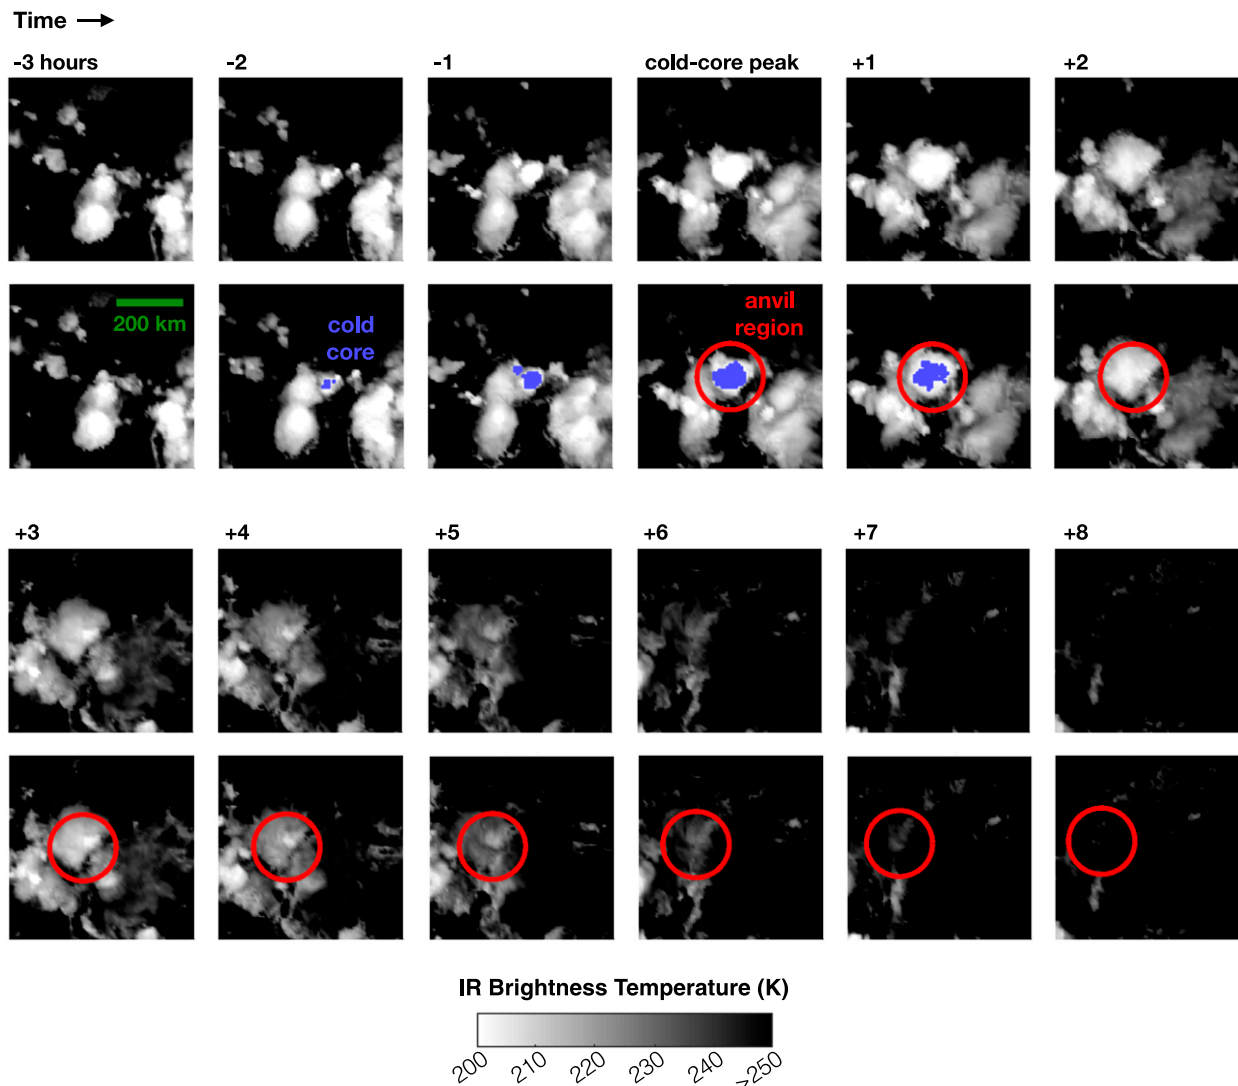 Time →
-3 hours
-2
-1
cold-core peak
+1
+2
200 km
cold
core
anvil
region
+3
+4
+5
+6
+7
+8
IR Brightness Temperature (K)
200
210
220
230
240
>250